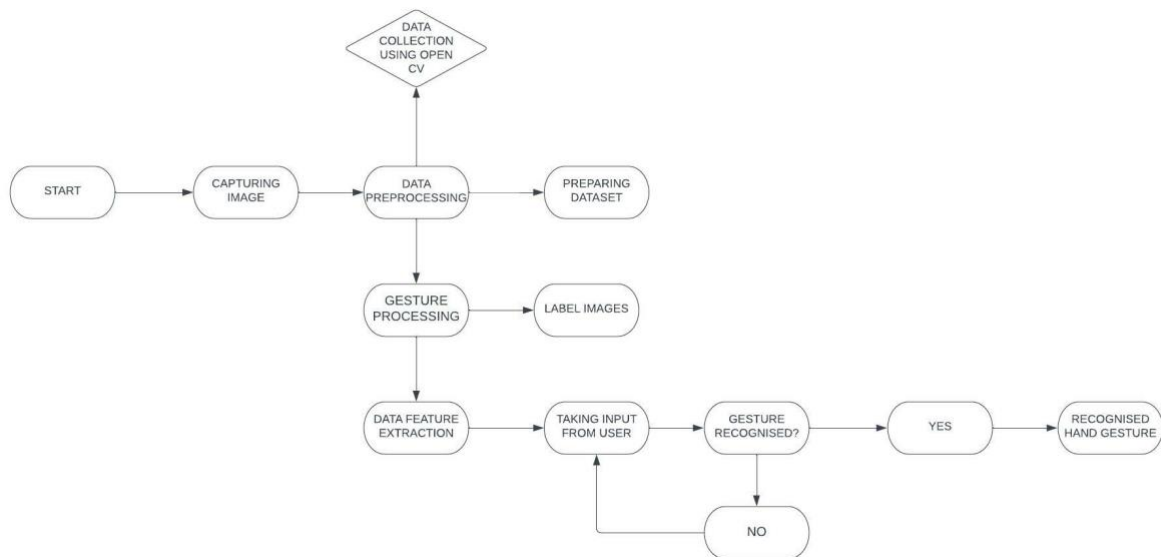 DATA
COLLECTION
USING OPEN
CV
START
CAPTURING
IMAGE
DATA
PREPROCESSING
PREPARING
DATASET
GESTURE
PROCESSING
LABEL IMAGES
DATA FEATURE
EXTRACTION
TAKING INPUT
FROM USER
GESTURE
RECOGNISED?
YES
RECOGNISED
HAND GESTURE
NO